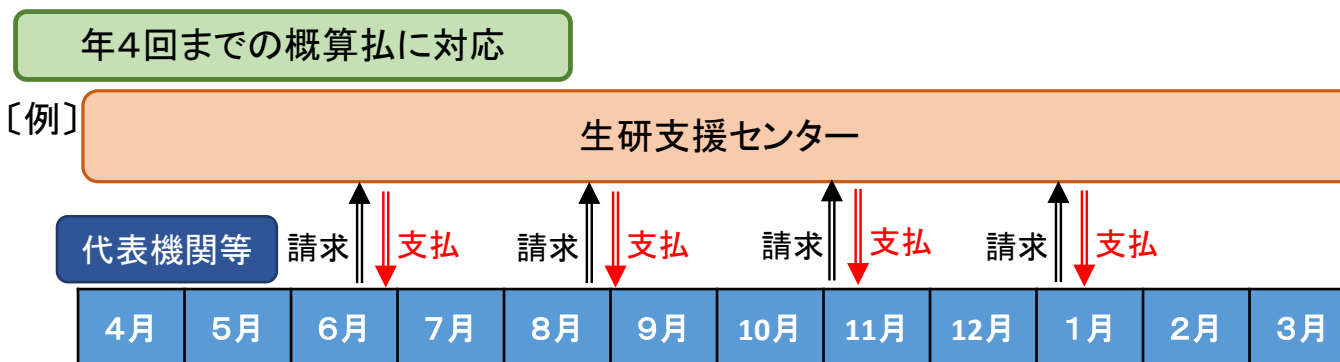 年４回までの概算払に対応
〔例〕
生研支援センター
代表機関等
請求 支払 請求 支払 請求 支払 請求 支払
４月 ５月 ６月 ７月 ８月 ９月 10月 11月 12月 １月 ２月 ３月